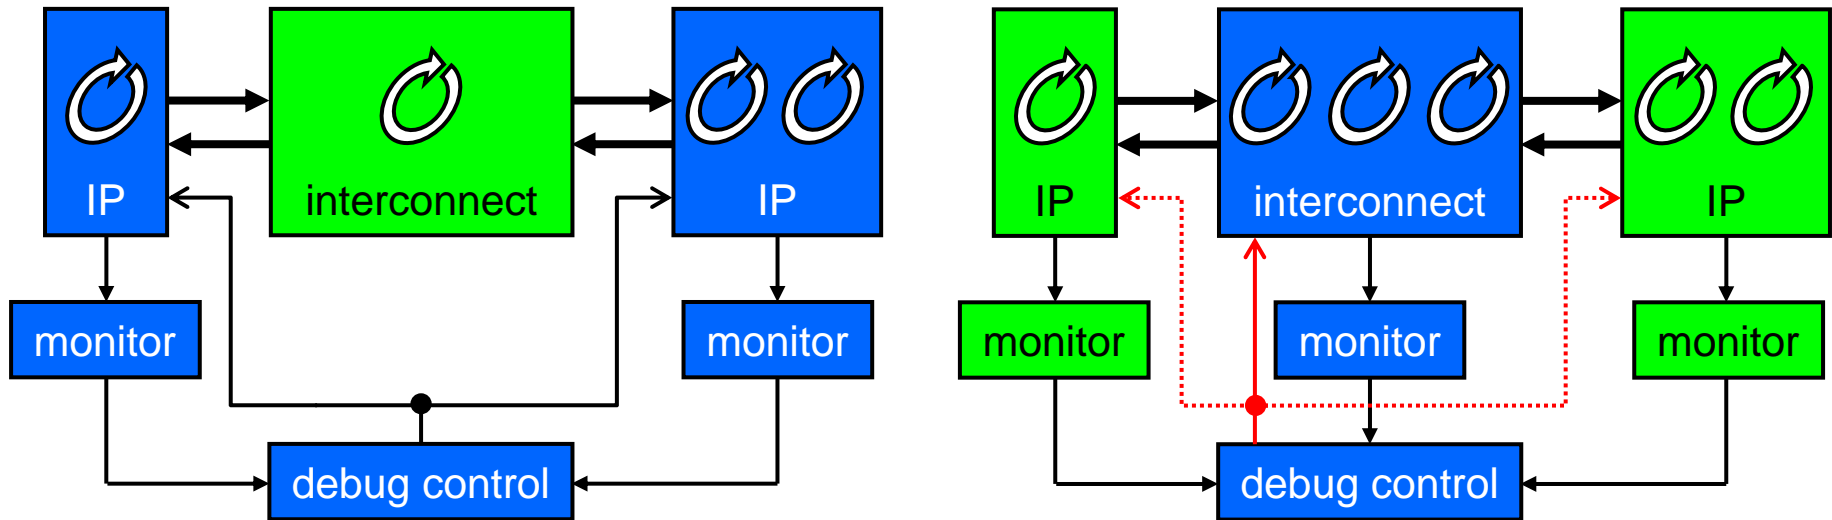 IP
interconnect
IP
monitor
monitor
debug control
IP
interconnect
IP
monitor
monitor
monitor
debug control